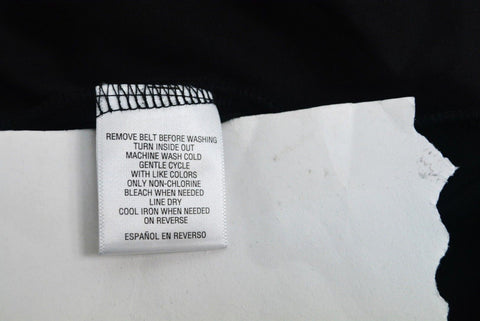 REMOVE BELT BEFORE WASHING
TURN INSIDE OUT
MACHINE WASH COLD
GENTLE CYCLE
WITH LIKE COLORS
ONLY NON-CHLORINE
BLEACH WHEN NEEDED
LINE DRY
COOL IRON WHEN NEEDED
ON REVERSE
ESPAÑOL EN REVERSO